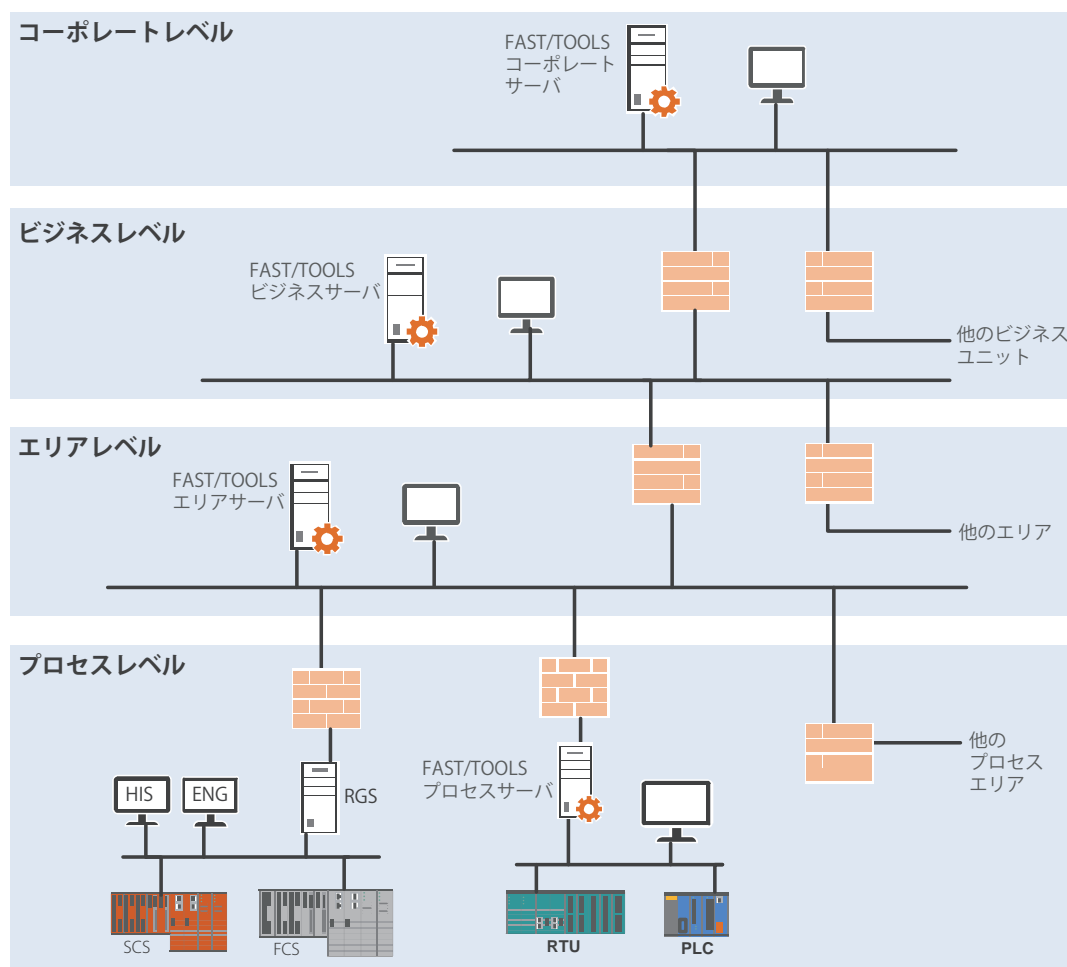 コーポレートレベル
FAST/TOOLS
コーポレート
サーバ
ビジネスレベル
FAST/TOOLS
ビジネスサーバ
他のビジネス
ユニット
エリアレベル
FAST/TOOLS
エリアサーバ
他のエリア
プロセスレベル
HIS
ENG
RGS
FAST/TOOLS
プロセスサーバ
他の
プロセス
エリア
SCS
FCS
RTU
PLC